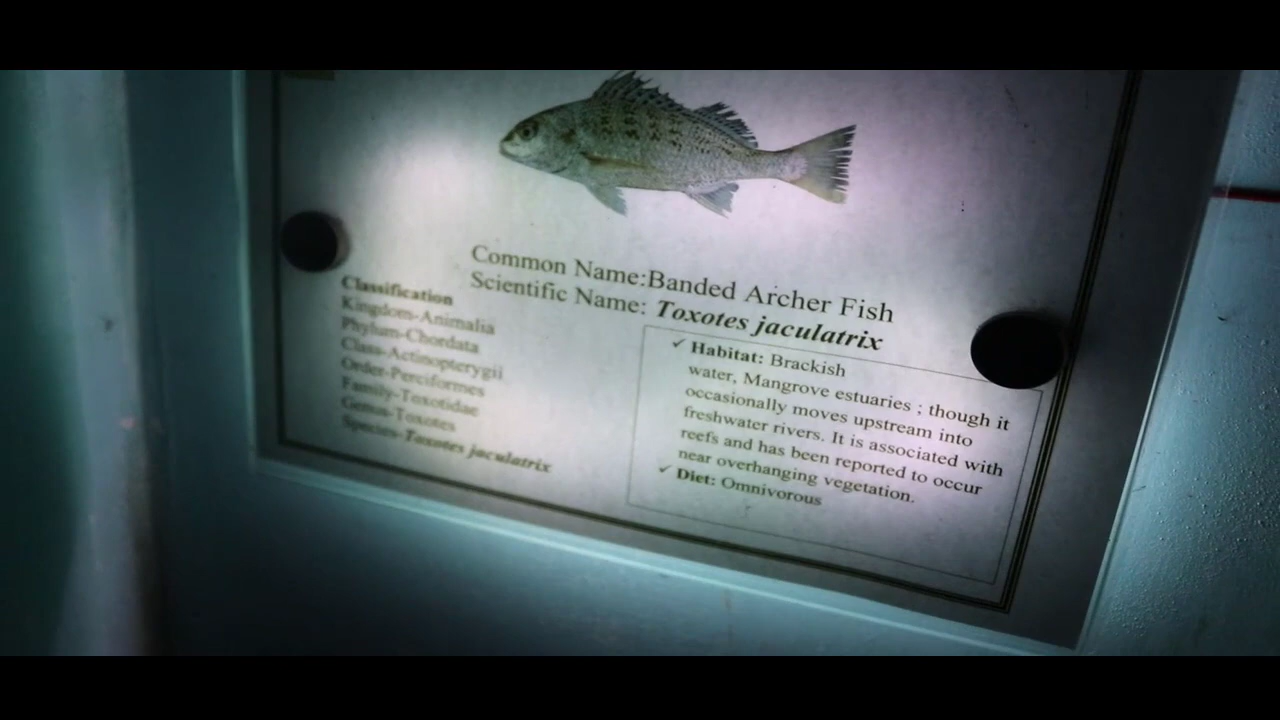 Common Name:Banded Archer Fish
Scientific Name: Toxotes jaculatrix
Classification
Kingdom-Animalia
Phylum-Chordata
Class-Actinopterygii
Order-Perciformes
Family-Toxotidae
Genus-Toxotes
Species-Toxotes jaculatrix
✓ Habitat: Brackish
water, Mangrove estuaries ; though it
occasionally moves upstream into
freshwater rivers. It is associated with
reefs and has been reported to occur
near overhanging vegetation.
✓ Diet: Omnivorous